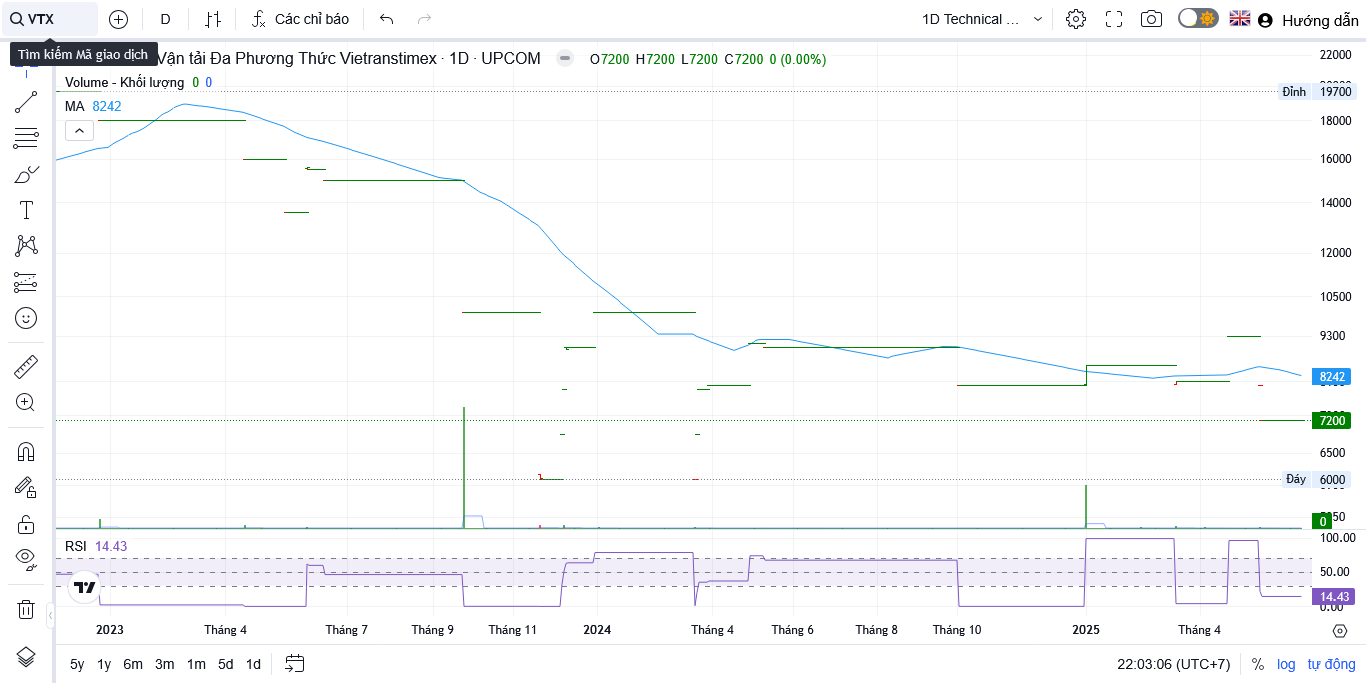 VTX
D
Các chỉ báo
1D Technical ...
Hướng dẫn
Tìm kiếm Mã giao dịch
Vận tải Đa Phương Thức Vietranstimex · 1D · UPCOM
O7200 H7200 L7200 C7200 0 (0.00%)
Volume - Khối lượng 0 0
MA 8242
22000
Đỉnh 19700
18000
16000
14000
12000
10500
9300
8242
7200
6500
Đáy 6000
0
RSI 14.43
100.00
50.00
14.43
0.00
2023 Tháng 4 Tháng 7 Tháng 9 Tháng 11 2024 Tháng 4 Tháng 6 Tháng 8 Tháng 10 2025 Tháng 4
5y 1y 6m 3m 1m 5d 1d
22:03:06 (UTC+7) % log tự động